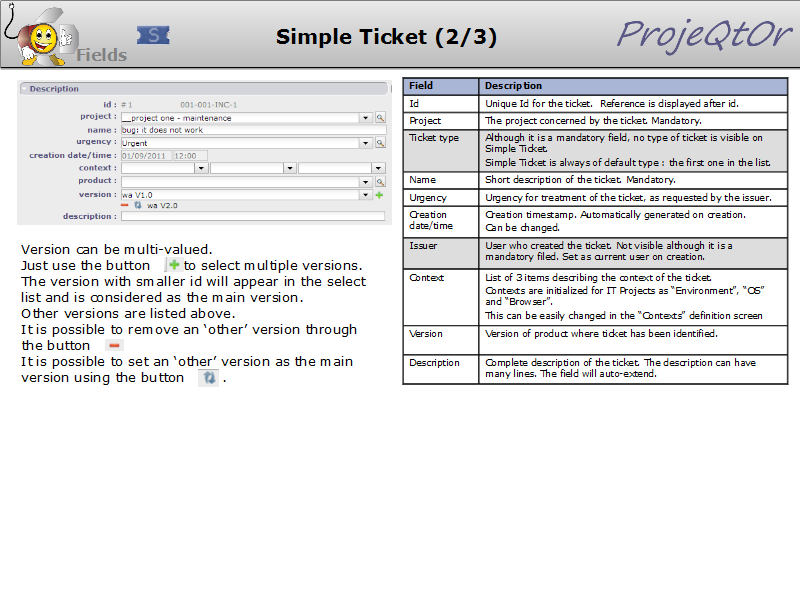 Fields
S
Simple Ticket (2/3)
ProjeQtOr
Description
id : # 1 001-001-INC-1
project : __project one - maintenance
name : bug: it does not work
urgency : Urgent
creation date/time : 01/09/2011 12:00
context :
product :
version : wa V1.0
wa V2.0
description :
Version can be multi-valued.
Just use the button to select multiple versions.
The version with smaller id will appear in the select
list and is considered as the main version.
Other versions are listed above.
It is possible to remove an ‘other’ version through
the button
It is possible to set an ‘other’ version as the main
version using the button .
Field Description
Id Unique Id for the ticket. Reference is displayed after id.
Project The project concerned by the ticket. Mandatory.
Ticket type Although it is a mandatory field, no type of ticket is visible on
Simple Ticket.
Simple Ticket is always of default type : the first one in the list.
Name Short description of the ticket. Mandatory.
Urgency Urgency for treatment of the ticket, as requested by the issuer.
Creation Creation timestamp. Automatically generated on creation.
date/time Can be changed.
Issuer User who created the ticket. Not visible although it is a
mandatory filed. Set as current user on creation.
Context List of 3 items describing the context of the ticket.
Contexts are initialized for IT Projects as “Environment”, “OS”
and “Browser”.
This can be easily changed in the “Contexts” definition screen
Version Version of product where ticket has been identified.
Description Complete description of the ticket. The description can have
many lines. The field will auto-extend.